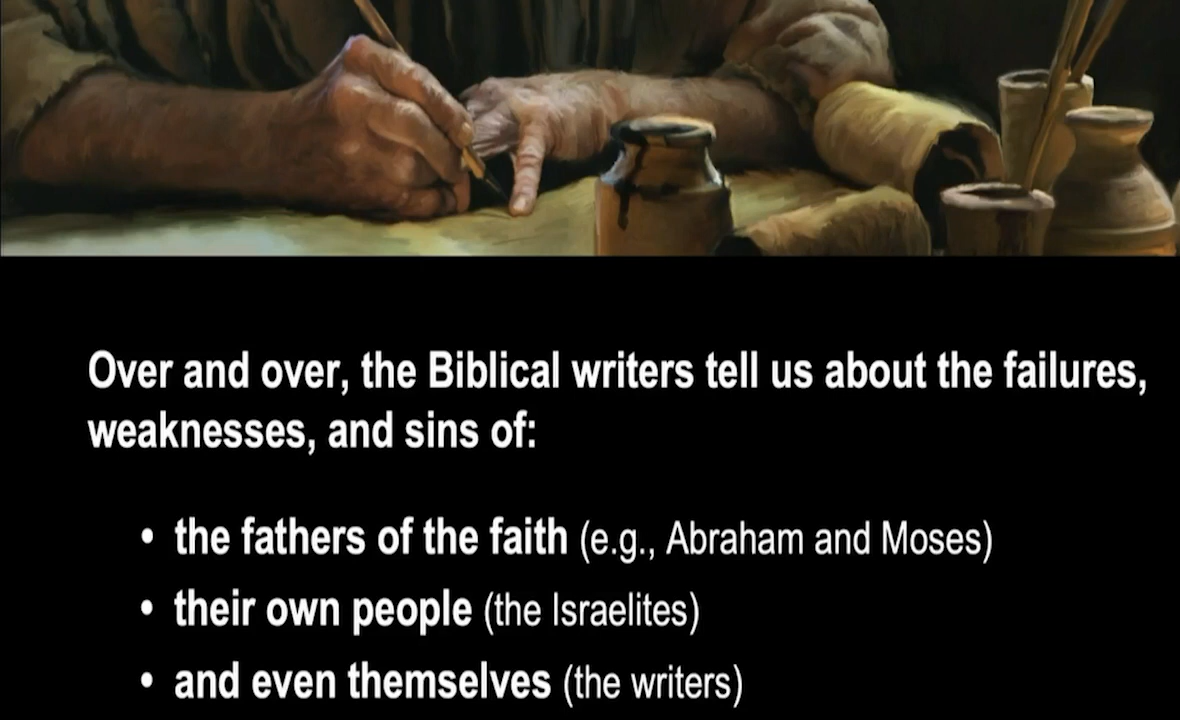 Over and over, the Biblical writers tell us about the failures,
weaknesses, and sins of:
• the fathers of the faith (e.g., Abraham and Moses)
• their own people (the Israelites)
• and even themselves (the writers)